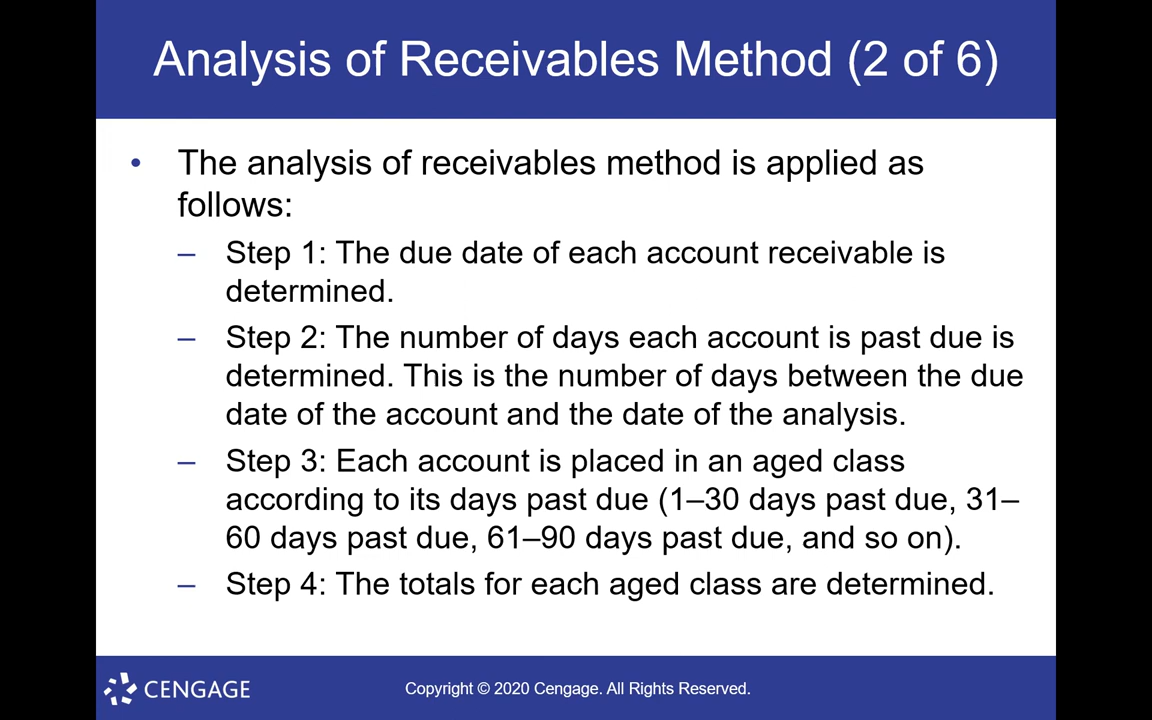 Analysis of Receivables Method (2 of 6)
• The analysis of receivables method is applied as
follows:
– Step 1: The due date of each account receivable is
determined.
– Step 2: The number of days each account is past due is
determined. This is the number of days between the due
date of the account and the date of the analysis.
– Step 3: Each account is placed in an aged class
according to its days past due (1–30 days past due, 31–
60 days past due, 61–90 days past due, and so on).
– Step 4: The totals for each aged class are determined.
CENGAGE
Copyright © 2020 Cengage. All Rights Reserved.